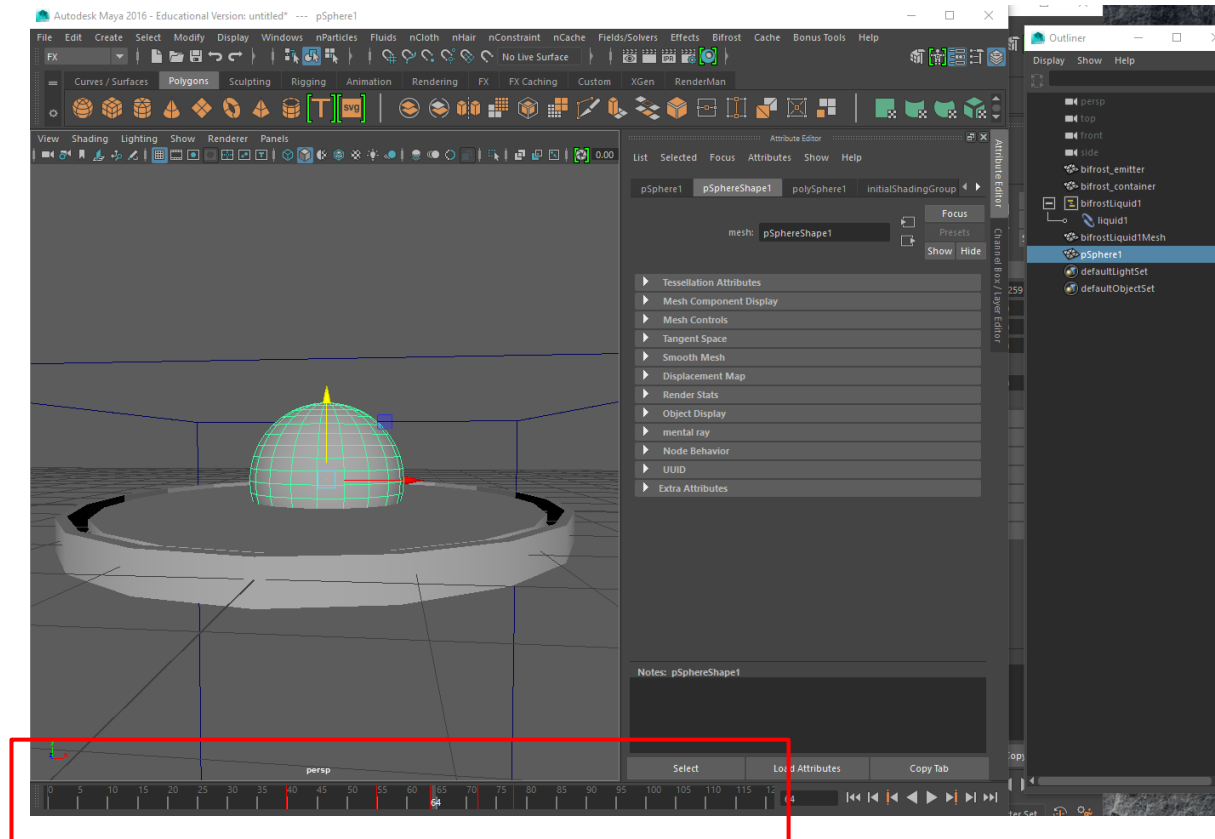 Autodesk Maya 2016 - Educational Version: untitled* --- pSphere1
File Edit Create Select Modify Display Windows nParticles Fluids nCloth nHair nConstraint nCache Fields/Solvers Effects Bifrost Cache Bonus Tools Help
FX No Live Surface
Curves / Surfaces Polygons Sculpting Rigging Animation Rendering FX FX Caching Custom XGen RenderMan
T svg
View Shading Lighting Show Renderer Panels
0.00
persp
Attribute Editor
List Selected Focus Attributes Show Help
pSphere1 pSphereShape1 polySphere1 initialShadingGroup
mesh: pSphereShape1
Focus
Presets
Show Hide
Tessellation Attributes
Mesh Component Display
Mesh Controls
Tangent Space
Smooth Mesh
Displacement Map
Render Stats
Object Display
mental ray
Node Behavior
UUID
Extra Attributes
Notes: pSphereShape1
Select Load Attributes Copy Tab
Attribute Editor
Channel Box / Layer Editor
0 5 10 15 20 25 30 35 40 45 50 55 60 65 70 75 80 85 90 95 100 105 110 115 12
64
64
259
Outliner
Display Show Help
persp
top
front
side
bifrost_emitter
bifrost_container
bifrostLiquid1
liquid1
bifrostLiquid1Mesh
pSphere1
defaultLightSet
defaultObjectSet